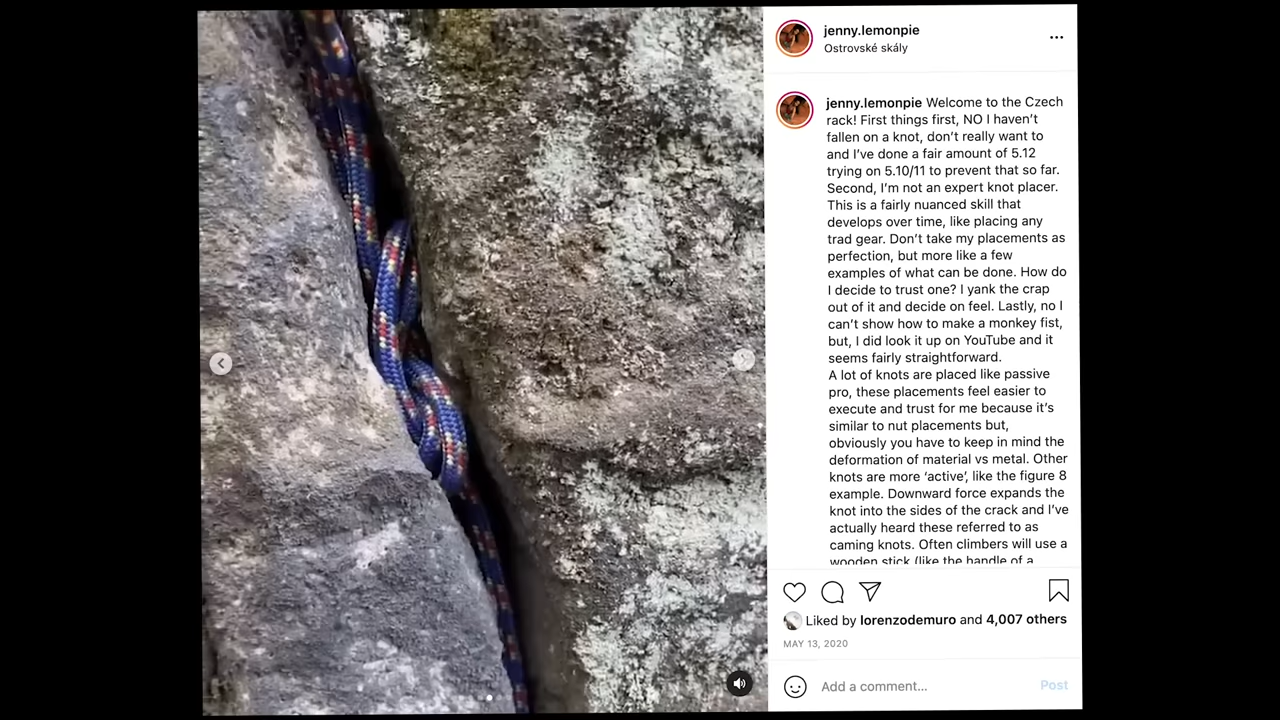 jenny.lemonpie
Ostrovské skály
jenny.lemonpie Welcome to the Czech
rack! First things first, NO I haven’t
fallen on a knot, don’t really want to
and I’ve done a fair amount of 5.12
trying on 5.10/11 to prevent that so far.
Second, I’m not an expert knot placer.
This is a fairly nuanced skill that
develops over time, like placing any
trad gear. Don’t take my placements as
perfection, but more like a few
examples of what can be done. How do
I decide to trust one? I yank the crap
out of it and decide on feel. Lastly, no I
can’t show how to make a monkey fist,
but, I did look it up on YouTube and it
seems fairly straightforward.
A lot of knots are placed like passive
pro, these placements feel easier to
execute and trust for me because it’s
similar to nut placements but,
obviously you have to keep in mind the
deformation of material vs metal. Other
knots are more ‘active’, like the figure 8
example. Downward force expands the
knot into the sides of the crack and I’ve
actually heard these referred to as
caming knots. Often climbers will use a
wooden stick (like the handle of a
Liked by lorenzodemuro and 4,007 others
MAY 13, 2020
Add a comment...
Post